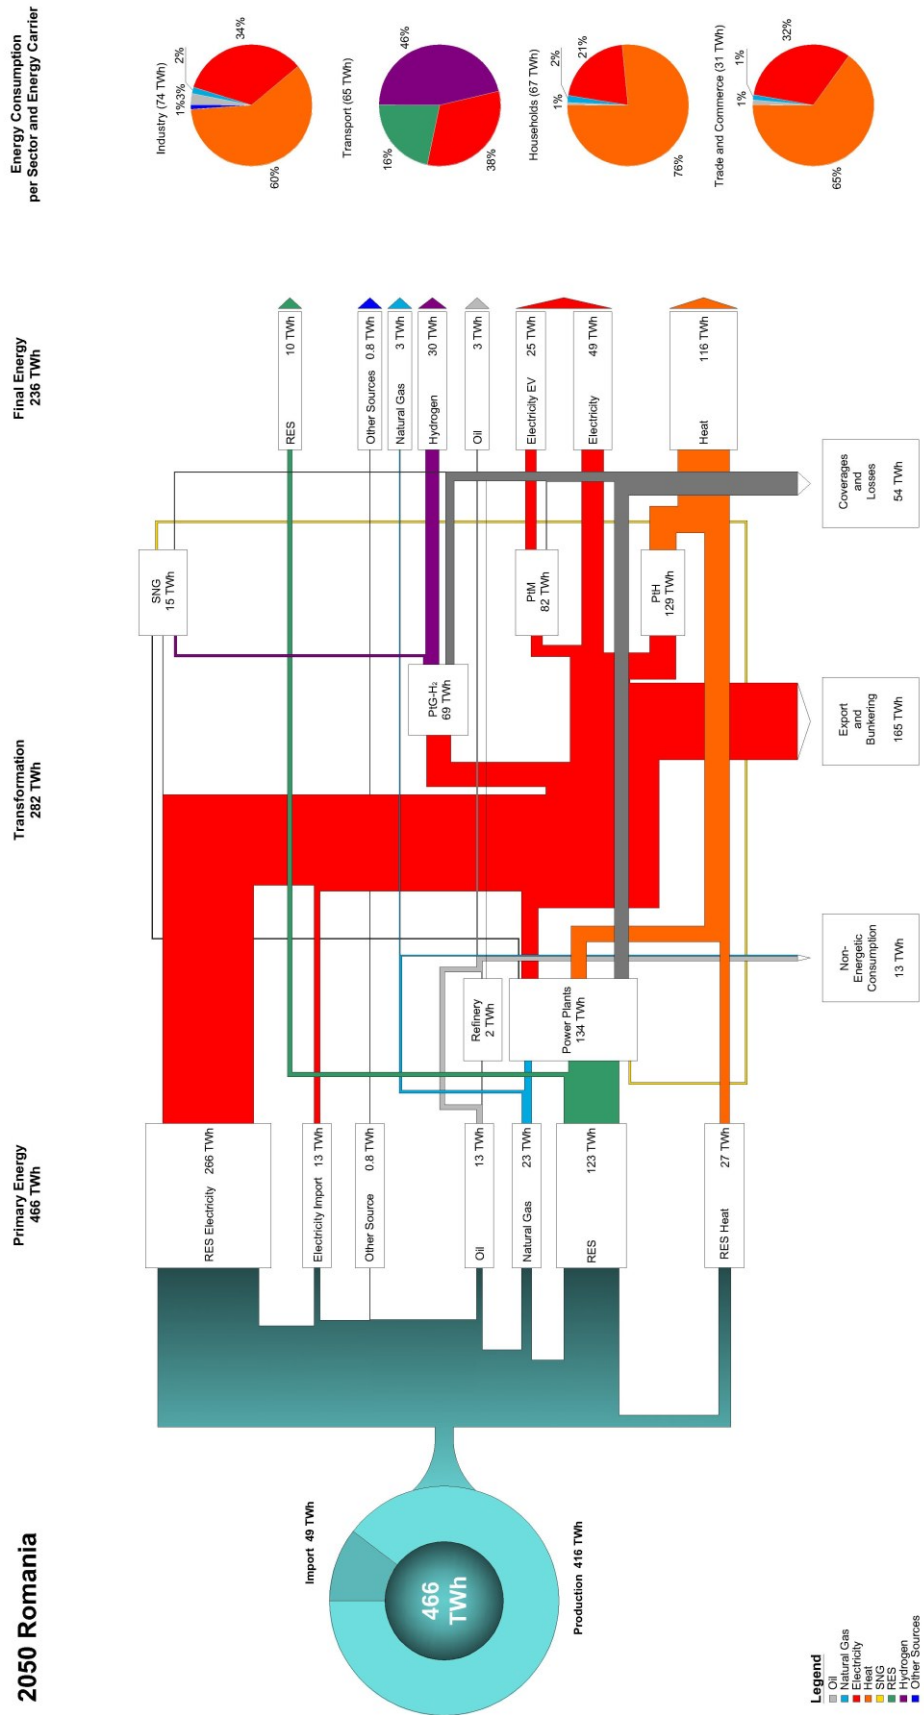 2050 Romania
Primary Energy
466 TWh
Transformation
282 TWh
Final Energy
236 TWh
Energy Consumption
per Sector and Energy Carrier
Import 49 TWh
466
TWh
Production 416 TWh
RES Electricity 266 TWh
Electricity Import 13 TWh
Other Source 0.8 TWh
Oil 13 TWh
Natural Gas 23 TWh
RES 123 TWh
RES Heat 27 TWh
Refinery
2 TWh
Power Plants
134 TWh
PtG-H₂
69 TWh
SNG
15 TWh
PtM
82 TWh
PtH
129 TWh
RES 10 TWh
Other Sources 0.8 TWh
Natural Gas 3 TWh
Hydrogen 30 TWh
Oil 3 TWh
Electricity EV 25 TWh
Electricity 49 TWh
Heat 116 TWh
Non-
Energetic
Consumption
13 TWh
Export
and
Bunkering
165 TWh
Coverages
and
Losses
54 TWh
Industry (74 TWh)
1%
3%
2%
34%
60%
Transport (65 TWh)
46%
16%
38%
Households (67 TWh)
1%
2%
21%
76%
Trade and Commerce (31 TWh)
1%
1%
32%
65%
Legend
Oil
Natural Gas
Electricity
Heat
SNG
RES
Hydrogen
Other Sources